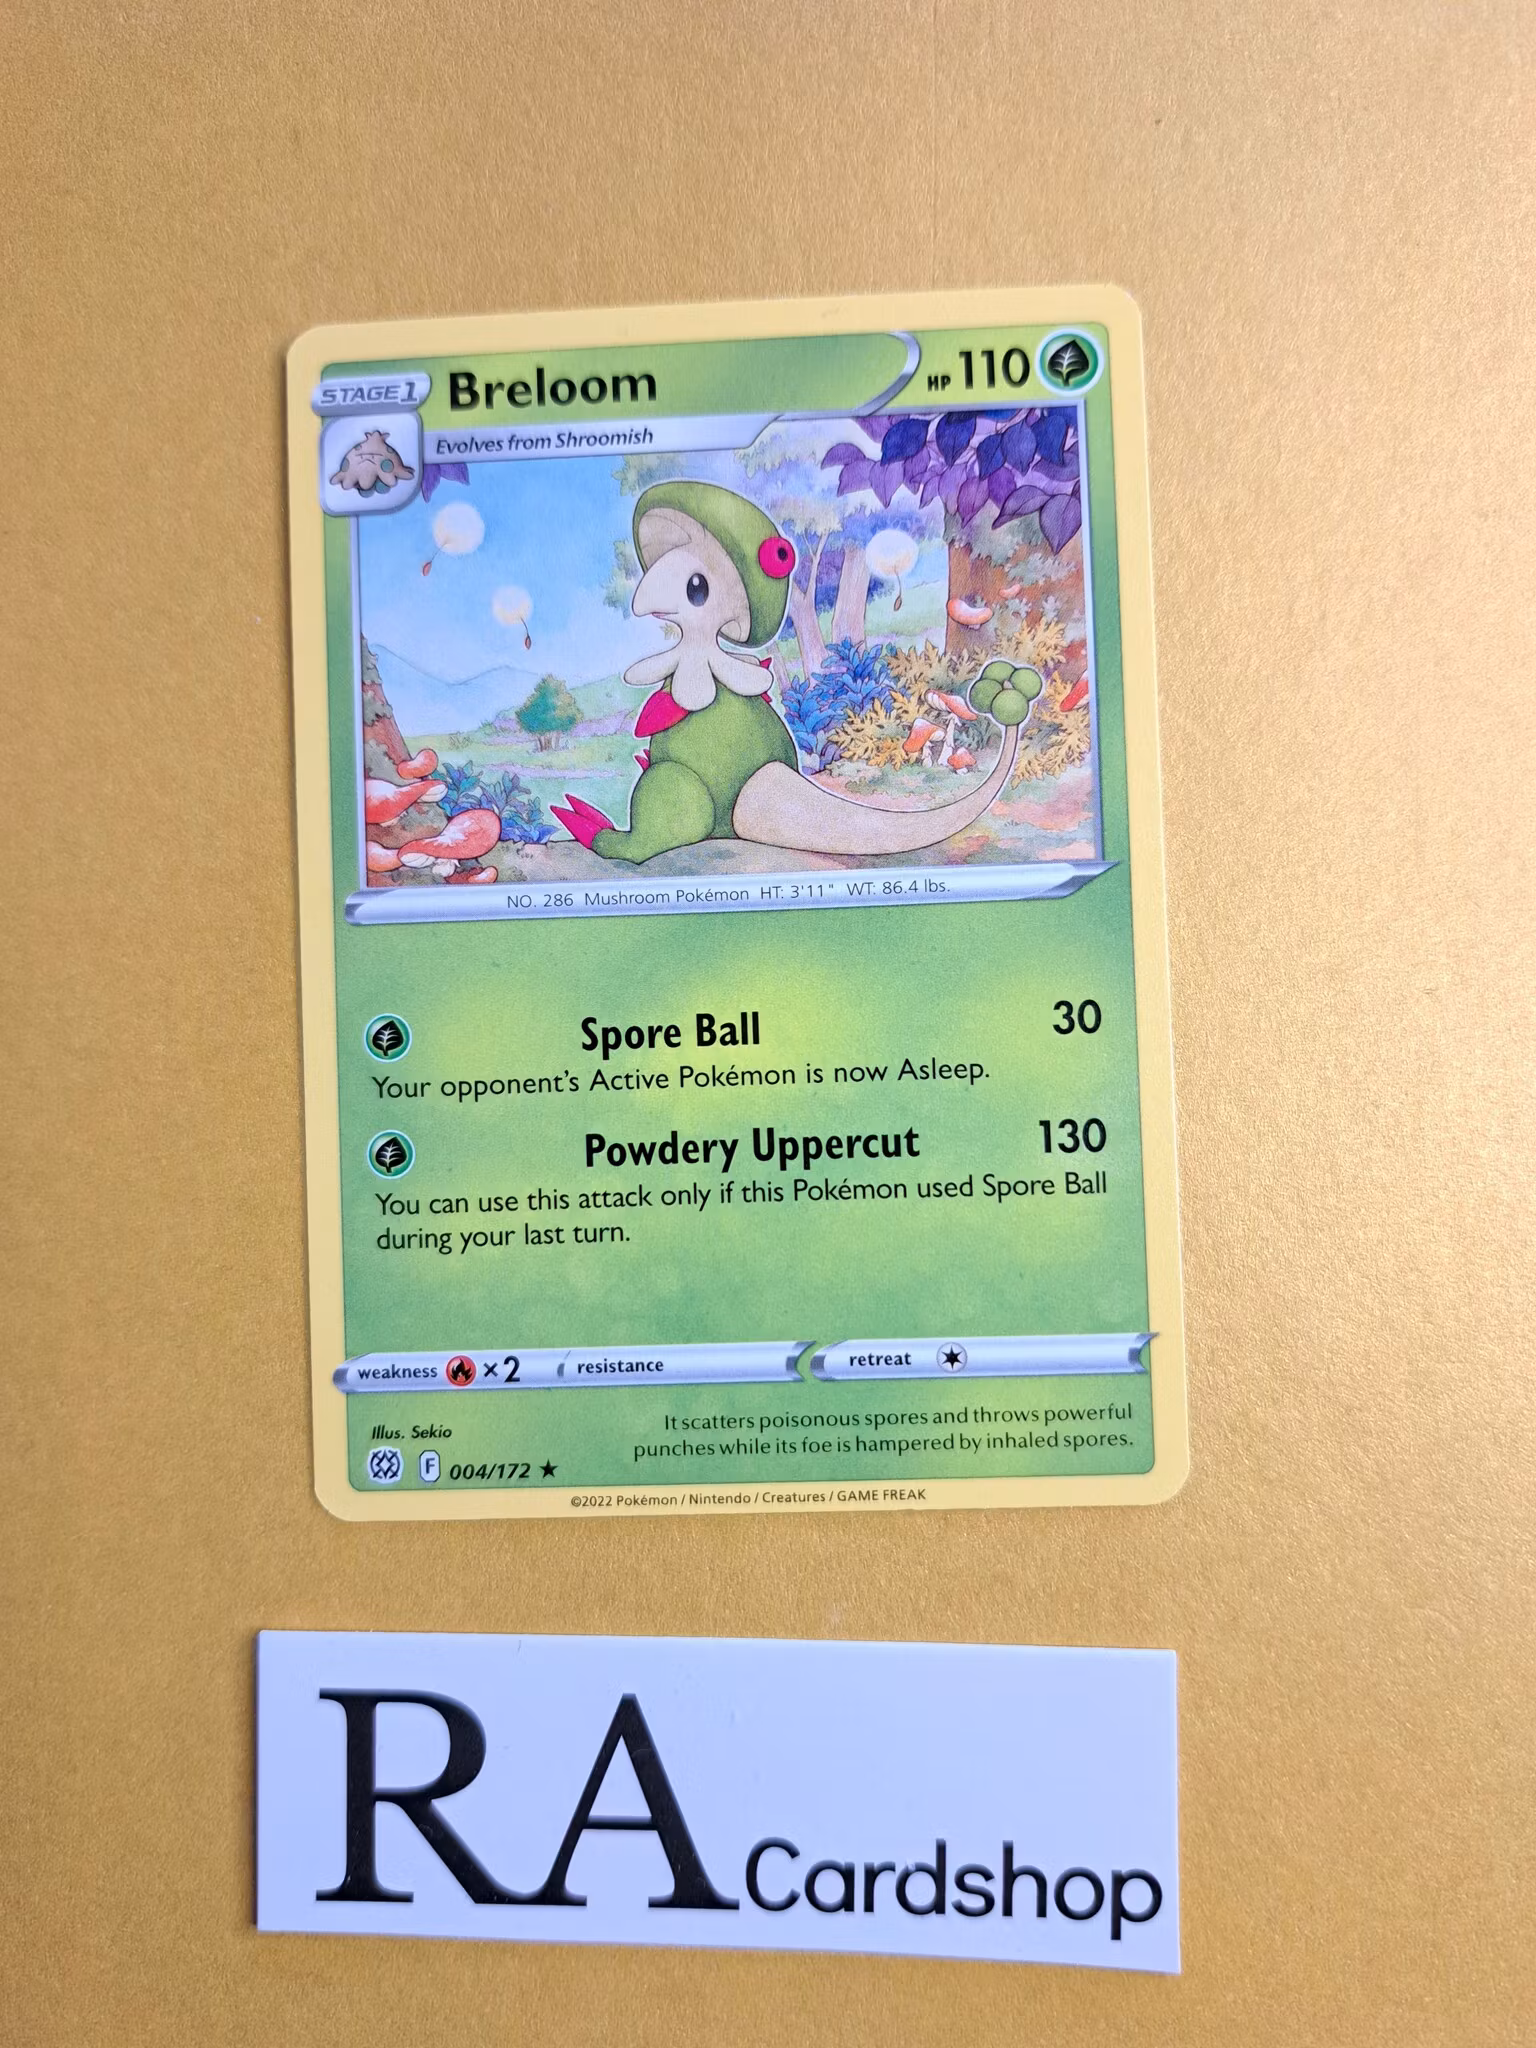 STAGE 1 Breloom HP 110
Evolves from Shroomish
NO. 286 Mushroom Pokémon HT: 3'11" WT: 86.4 lbs.
Spore Ball 30
Your opponent's Active Pokémon is now Asleep.
Powdery Uppercut 130
You can use this attack only if this Pokémon used Spore Ball
during your last turn.
weakness ×2 resistance retreat
Illus. Sekio
It scatters poisonous spores and throws powerful
punches while its foe is hampered by inhaled spores.
F 004/172 ★
©2022 Pokémon / Nintendo / Creatures / GAME FREAK
RA Cardshop